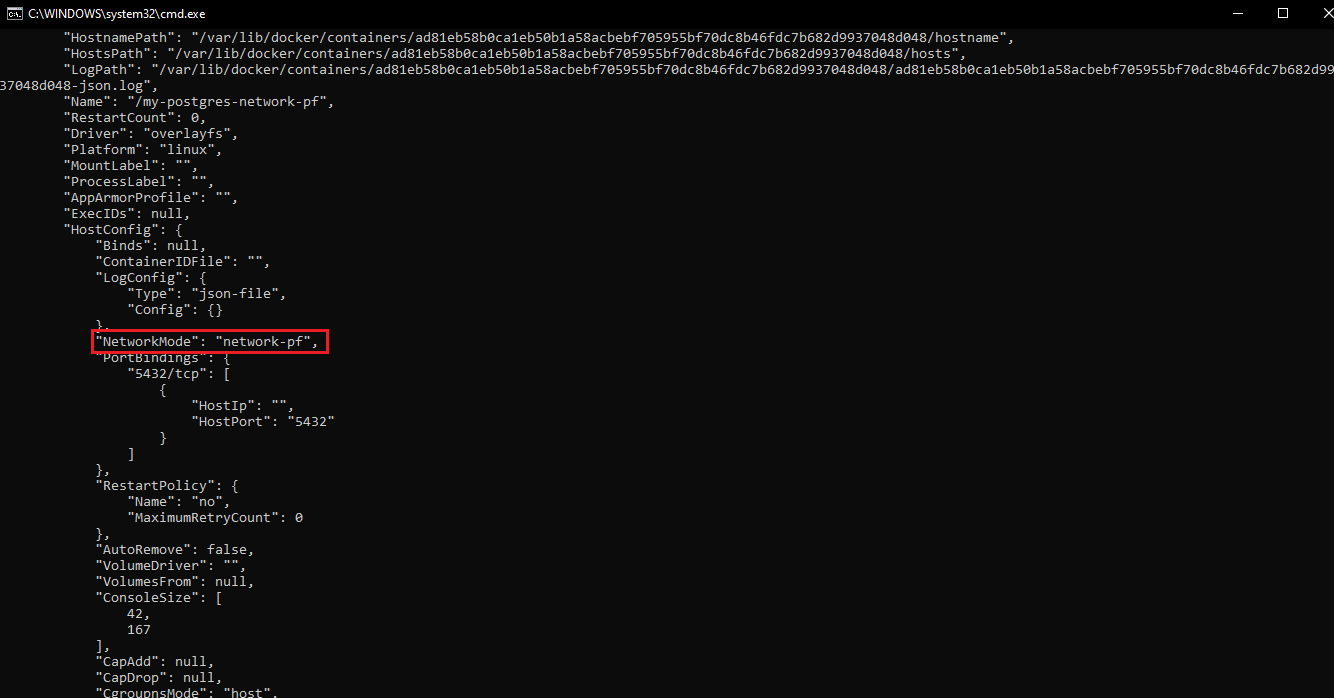 C:\WINDOWS\system32\cmd.exe
"HostnamePath": "/var/lib/docker/containers/ad81eb58b0ca1eb50b1a58acbebf705955bf70dc8b46fdc7b682d9937048d048/hostname",
"HostsPath": "/var/lib/docker/containers/ad81eb58b0ca1eb50b1a58acbebf705955bf70dc8b46fdc7b682d9937048d048/hosts",
"LogPath": "/var/lib/docker/containers/ad81eb58b0ca1eb50b1a58acbebf705955bf70dc8b46fdc7b682d9937048d048/ad81eb58b0ca1eb50b1a58acbebf705955bf70dc8b46fdc7b682d99
37048d048-json.log",
"Name": "/my-postgres-network-pf",
"RestartCount": 0,
"Driver": "overlayfs",
"Platform": "linux",
"MountLabel": "",
"ProcessLabel": "",
"AppArmorProfile": "",
"ExecIDs": null,
"HostConfig": {
"Binds": null,
"ContainerIDFile": "",
"LogConfig": {
"Type": "json-file",
"Config": {}
},
"NetworkMode": "network-pf",
"PortBindings": {
"5432/tcp": [
{
"HostIp": "",
"HostPort": "5432"
}
]
},
"RestartPolicy": {
"Name": "no",
"MaximumRetryCount": 0
},
"AutoRemove": false,
"VolumeDriver": "",
"VolumesFrom": null,
"ConsoleSize": [
42,
167
],
"CapAdd": null,
"CapDrop": null,
"CgroupnsMode": "host",